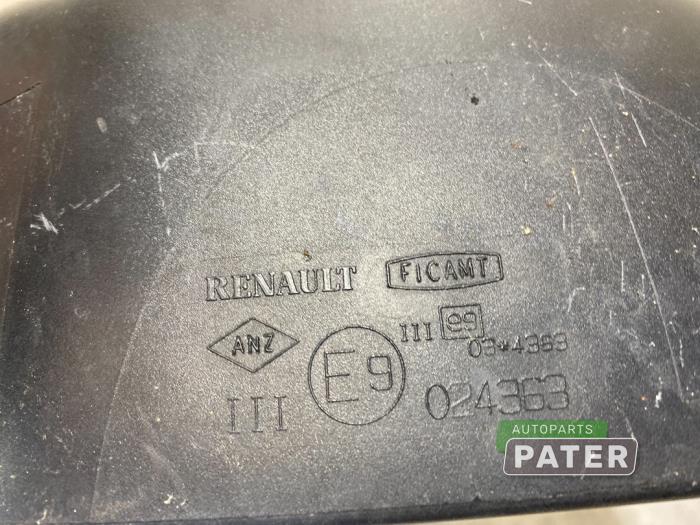 RENAULT FICAMT
ANZ III 99
03*4363
III E9 024363
AUTOPARTS
PATER